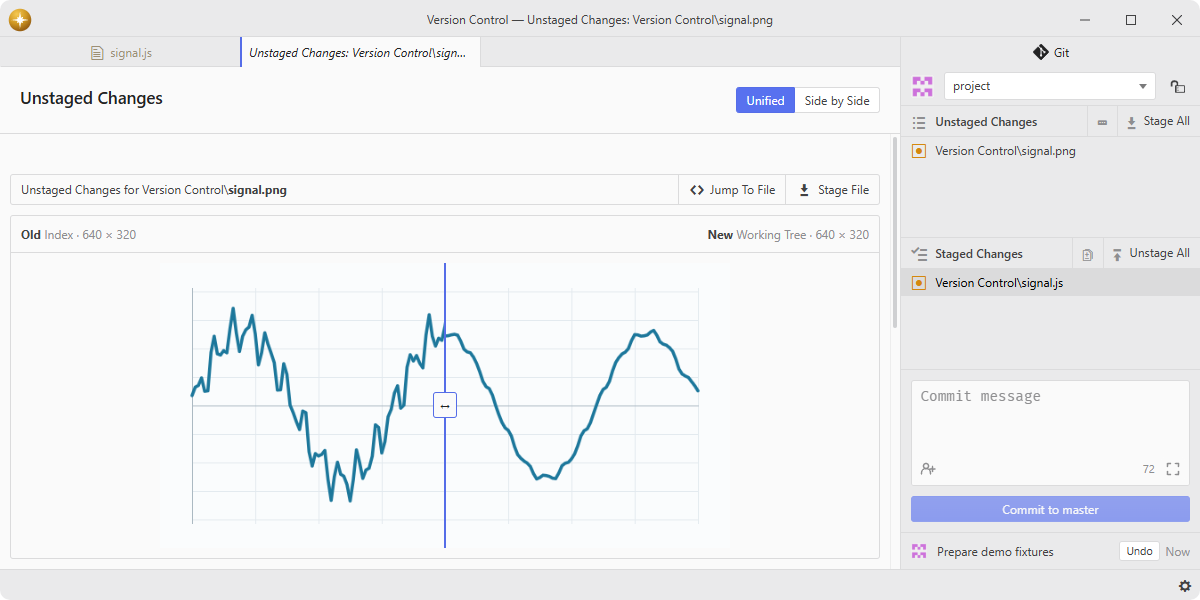 Version Control — Unstaged Changes: Version Control\signal.png
signal.js
Unstaged Changes: Version Control\sign...
Git
Unstaged Changes
Unified
Side by Side
project
Unstaged Changes
Stage All
Version Control\signal.png
Unstaged Changes for Version Control\signal.png
Jump To File
Stage File
Old Index · 640 × 320
New Working Tree · 640 × 320
Staged Changes
Unstage All
Version Control\signal.js
Commit message
72
Commit to master
Prepare demo fixtures
Undo
Now